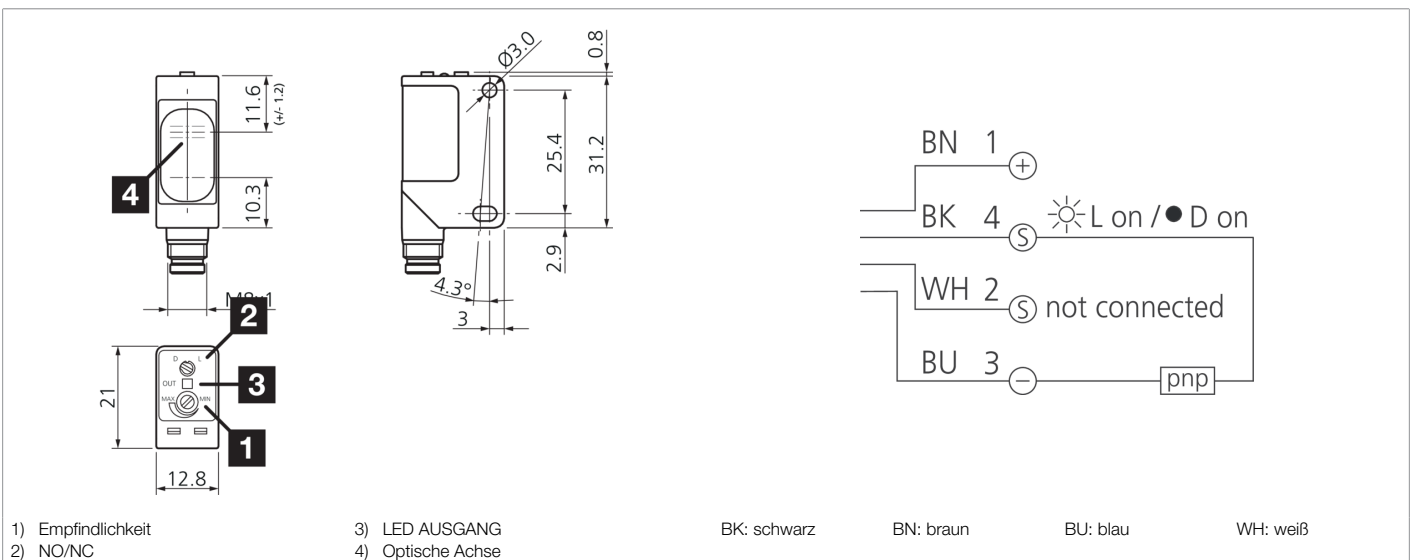 Ø3.0
0.8
11.6
(+/- 1.2)
25.4
31.2
10.3
2.9
4.3°
3
4
2
D L
OUT
3
MAX MIN
1
21
12.8
BN 1 +
BK 4 S L on / D on
WH 2 S not connected
BU 3 − pnp
1) Empfindlichkeit
2) NO/NC
3) LED AUSGANG
4) Optische Achse
BK: schwarz BN: braun BU: blau WH: weiß